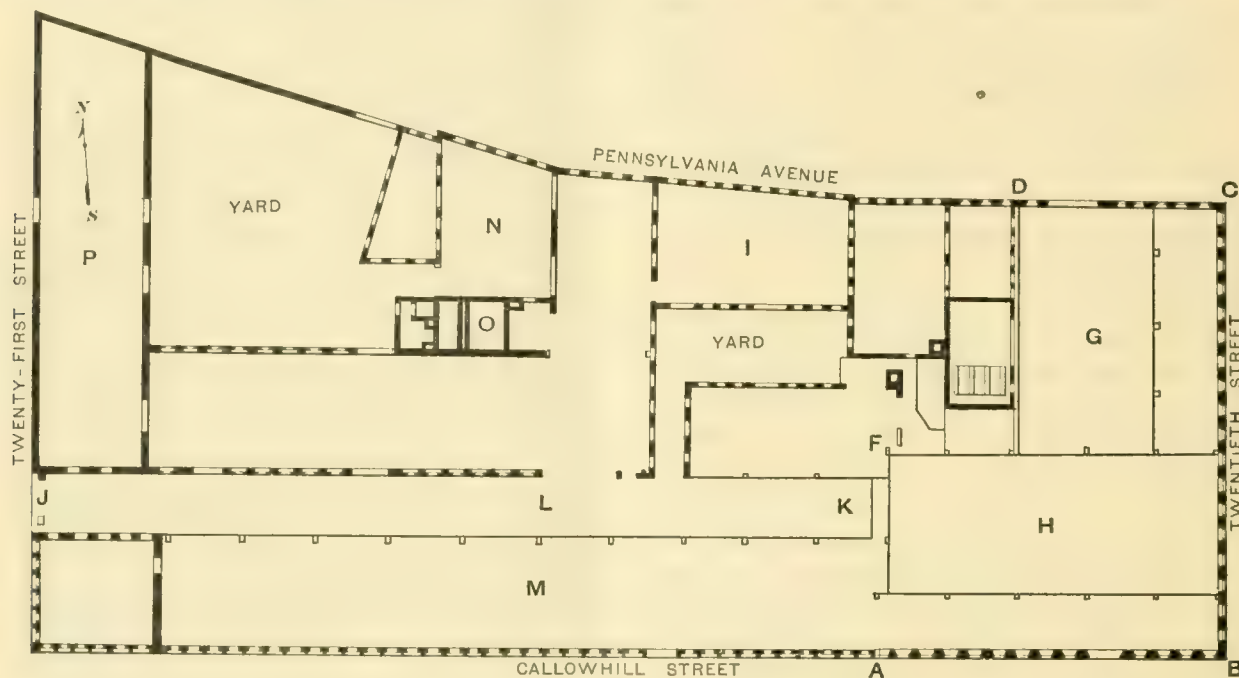 PENNSYLVANIA AVENUE
D
C
N
S
P
YARD
N
I
O
YARD
G
TWENTY-FIRST STREET
TWENTIETH STREET
F
J
L
K
H
M
CALLOWHILL STREET
A
B